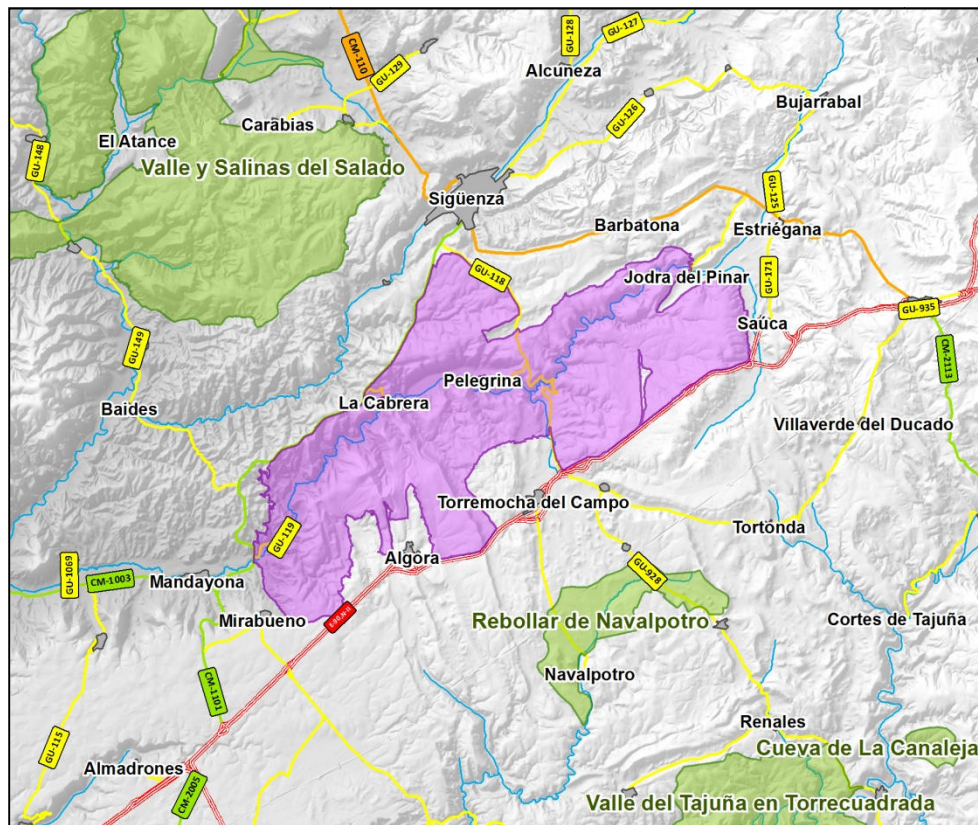 GU-128
GU-127
CM-110
GU-129
Alcuneza
Bujarrabal
GU-126
Carabias
El Atance
GU-148
Valle y Salinas del Salado
Sigüenza
GU-125
Barbatona
Estriégana
GU-118
Jodra del Pinar
GU-171
GU-935
Saúca
GU-149
CM-2113
Pelegrina
La Cabrera
Baides
Villaverde del Ducado
Torremocha del Campo
GU-119
Tortonda
Algora
GU-1069
CM-1003
Mandayona
GU-928
E-90,N-II
Mirabueno
Rebollar de Navalpotro
Cortes de Tajuña
Navalpotro
CM-1101
GU-115
Renales
Cueva de La Canaleja
Almadrones
CM-2005
Valle del Tajuña en Torrecuadrada